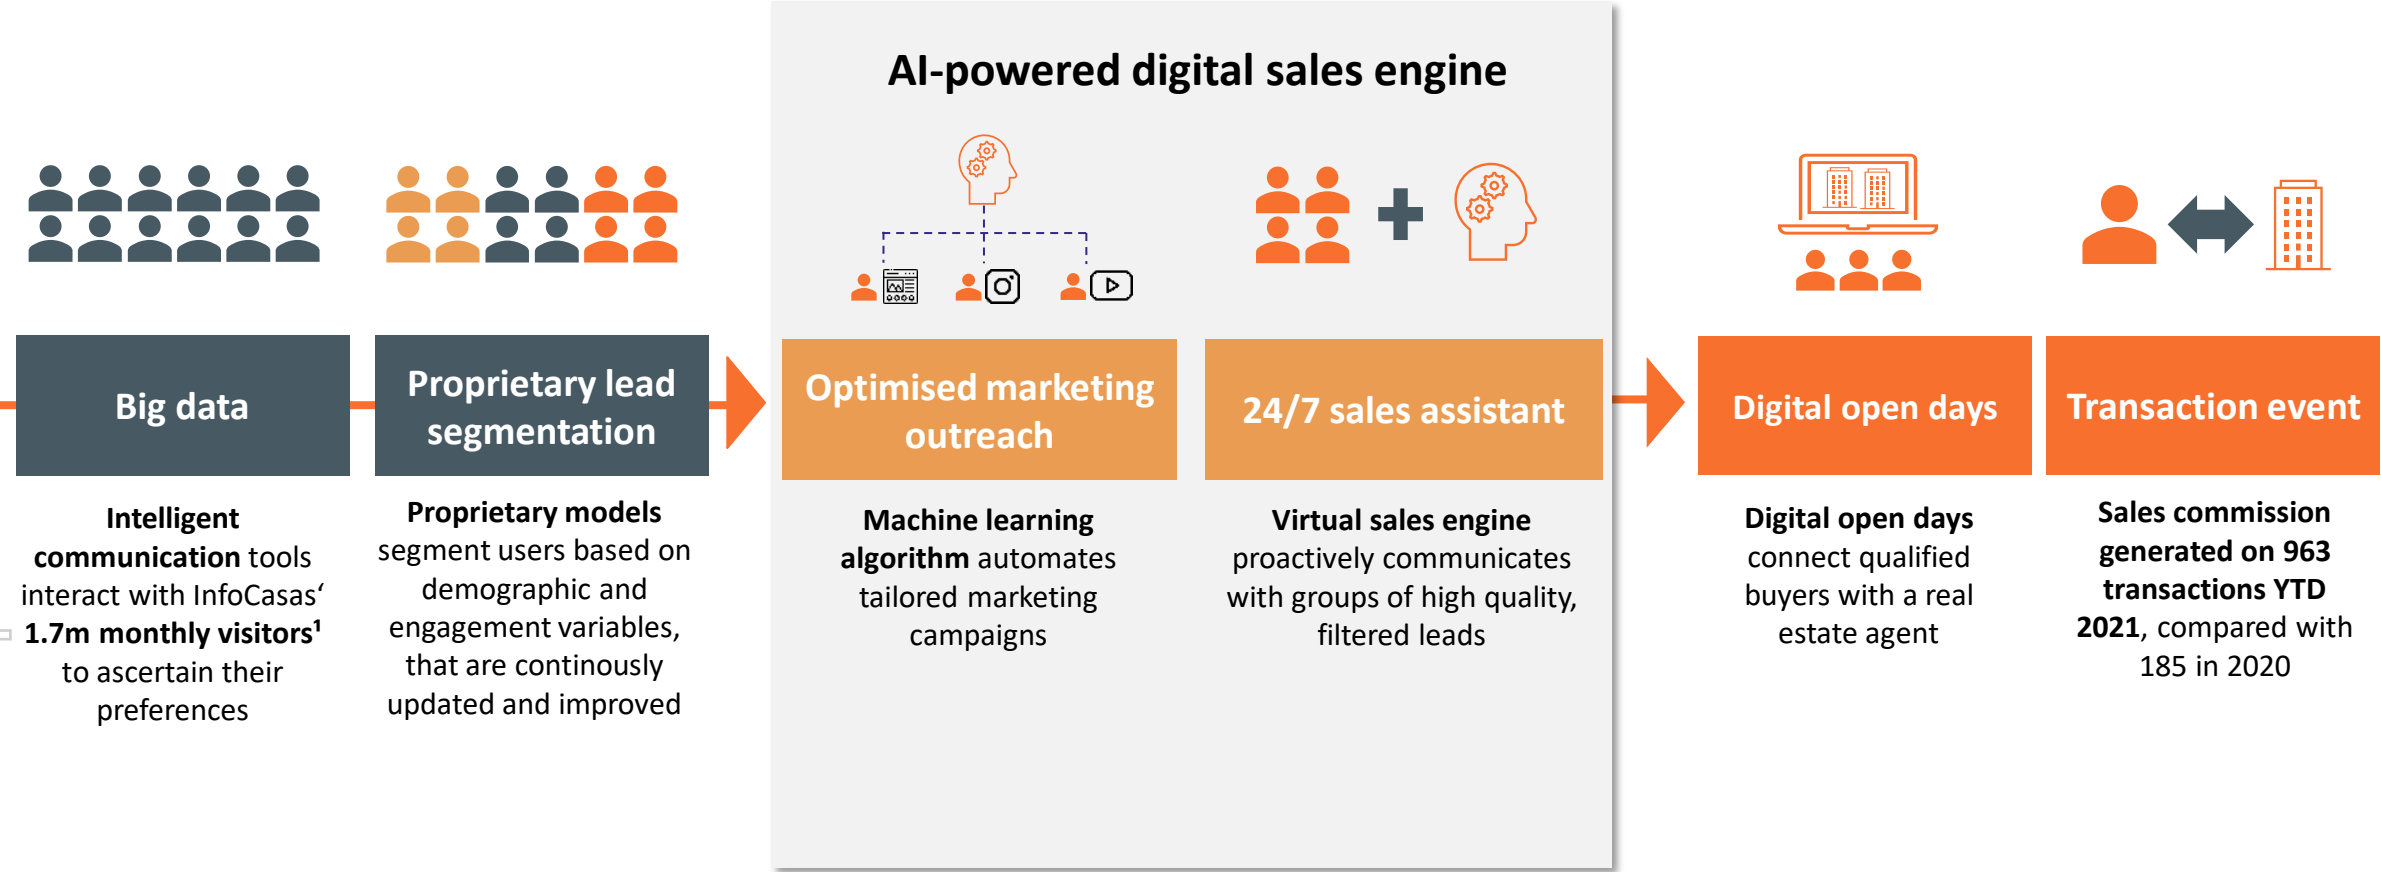 AI-powered digital sales engine
Big data
Proprietary lead
segmentation
Optimised marketing
outreach
24/7 sales assistant
Digital open days
Transaction event
Intelligent
communication tools
interact with InfoCasas‘
1.7m monthly visitors¹
to ascertain their
preferences
Proprietary models
segment users based on
demographic and
engagement variables,
that are continously
updated and improved
Machine learning
algorithm automates
tailored marketing
campaigns
Virtual sales engine
proactively communicates
with groups of high quality,
filtered leads
Digital open days
connect qualified
buyers with a real
estate agent
Sales commission
generated on 963
transactions YTD
2021, compared with
185 in 2020